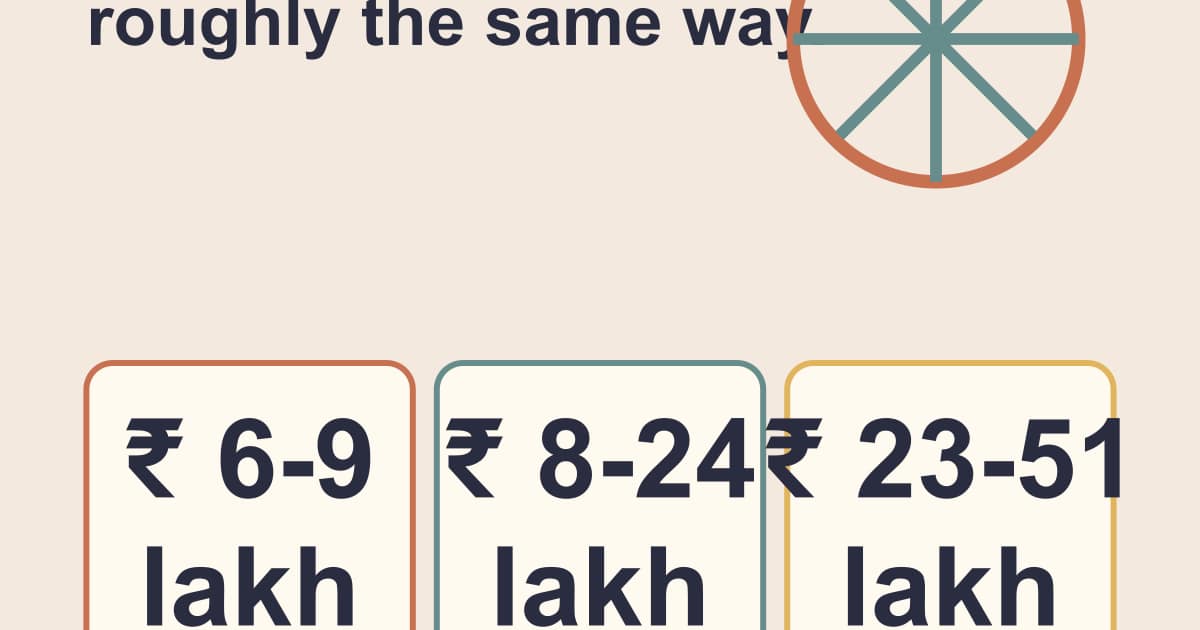 roughly the same way
₹ 6-9
lakh
₹ 8-24
lakh
₹ 23-51
lakh